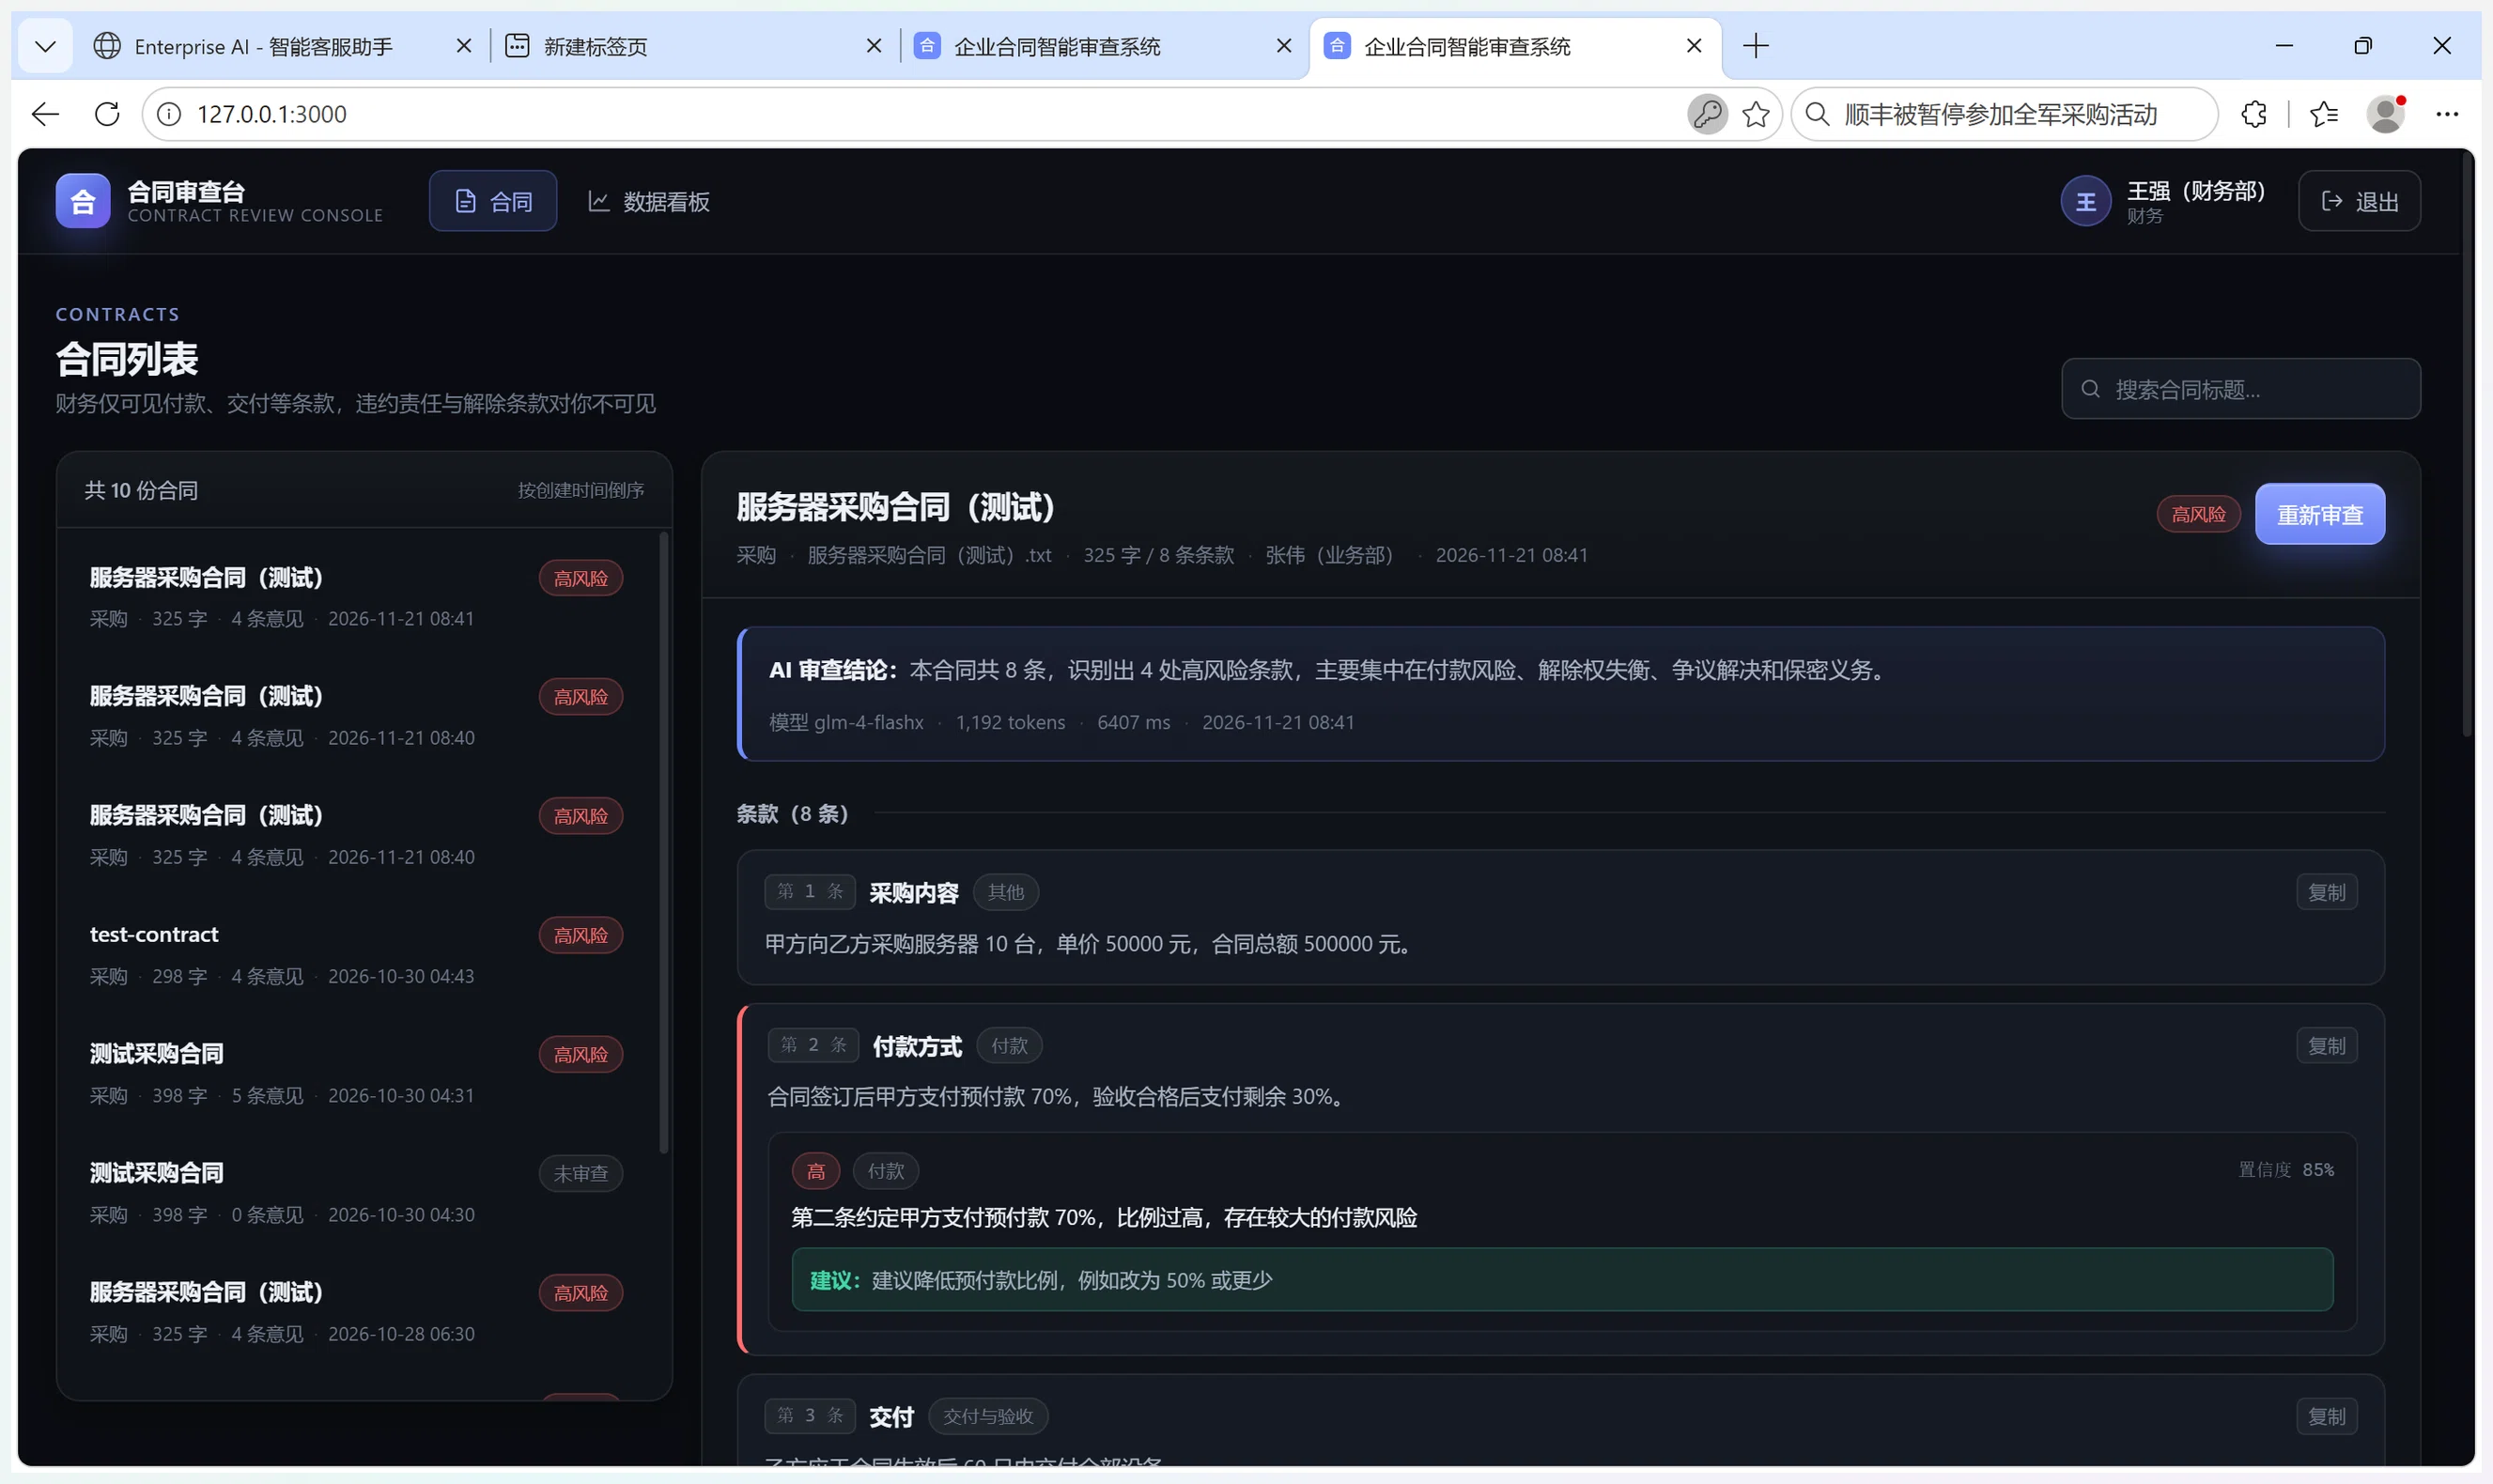 Enterprise AI - 智能客服助手
新建标签页
合 企业合同智能审查系统
合 企业合同智能审查系统
127.0.0.1:3000
顺丰被暂停参加全军采购活动
合 合同审查台
CONTRACT REVIEW CONSOLE
合同
数据看板
王 王强（财务部）
财务
退出
CONTRACTS
合同列表
财务仅可见付款、交付等条款，违约责任与解除条款对你不可见
搜索合同标题...
共 10 份合同
按创建时间倒序
服务器采购合同（测试）
高风险
采购 · 325 字 · 4 条意见 · 2026-11-21 08:41
服务器采购合同（测试）
高风险
采购 · 325 字 · 4 条意见 · 2026-11-21 08:40
服务器采购合同（测试）
高风险
采购 · 325 字 · 4 条意见 · 2026-11-21 08:40
test-contract
高风险
采购 · 298 字 · 4 条意见 · 2026-10-30 04:43
测试采购合同
高风险
采购 · 398 字 · 5 条意见 · 2026-10-30 04:31
测试采购合同
未审查
采购 · 398 字 · 0 条意见 · 2026-10-30 04:30
服务器采购合同（测试）
高风险
采购 · 325 字 · 4 条意见 · 2026-10-28 06:30
服务器采购合同（测试）
高风险
重新审查
采购 · 服务器采购合同（测试）.txt · 325 字 / 8 条条款 · 张伟（业务部） · 2026-11-21 08:41
AI 审查结论：本合同共 8 条，识别出 4 处高风险条款，主要集中在付款风险、解除权失衡、争议解决和保密义务。
模型 glm-4-flashx · 1,192 tokens · 6407 ms · 2026-11-21 08:41
条款（8 条）
第 1 条 采购内容 其他
复制
甲方向乙方采购服务器 10 台，单价 50000 元，合同总额 500000 元。
第 2 条 付款方式 付款
复制
合同签订后甲方支付预付款 70%，验收合格后支付剩余 30%。
高 付款
置信度 85%
第二条约定甲方支付预付款 70%，比例过高，存在较大的付款风险
建议：建议降低预付款比例，例如改为 50% 或更少
第 3 条 交付 交付与验收
复制
乙方应于合同生效后 60 日内交付全部设备